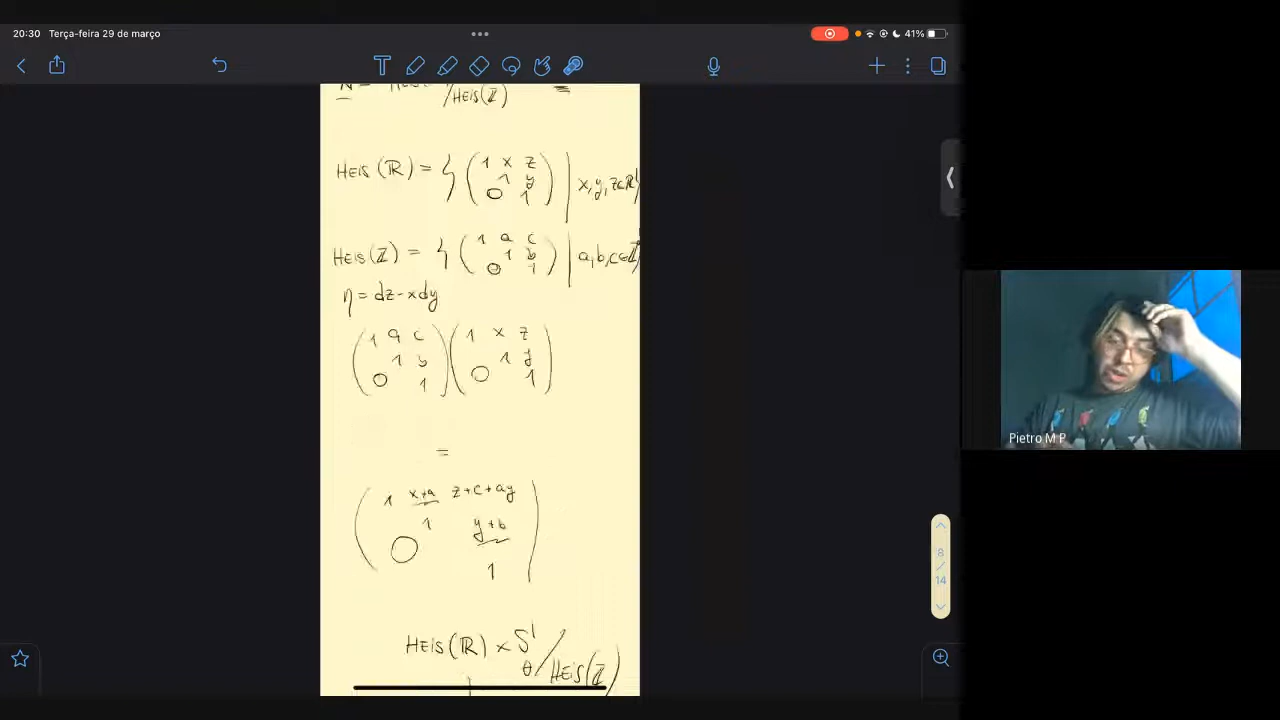 20:30 Terça-feira 29 de março
41%
/HEIS(ℤ)
HEIS(ℝ) = { ( 1 x z
1 y
0 1 ) | x, y, z ∈ ℝ }
HEIS(ℤ) = { ( 1 a c
1 b
0 1 ) | a, b, c ∈ ℤ }
η = dz - xdy
( 1 a c ) ( 1 x z )
1 b 1 y
0 1 0 1
=
( 1 x+a z+c+ay )
1 y+b
0 1
HEIS(ℝ) × S¹ / HEIS(ℤ)
θ
8
/
14
Pietro M P